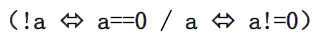 (!a ⇔ a==0 / a ⇔ a!=0)